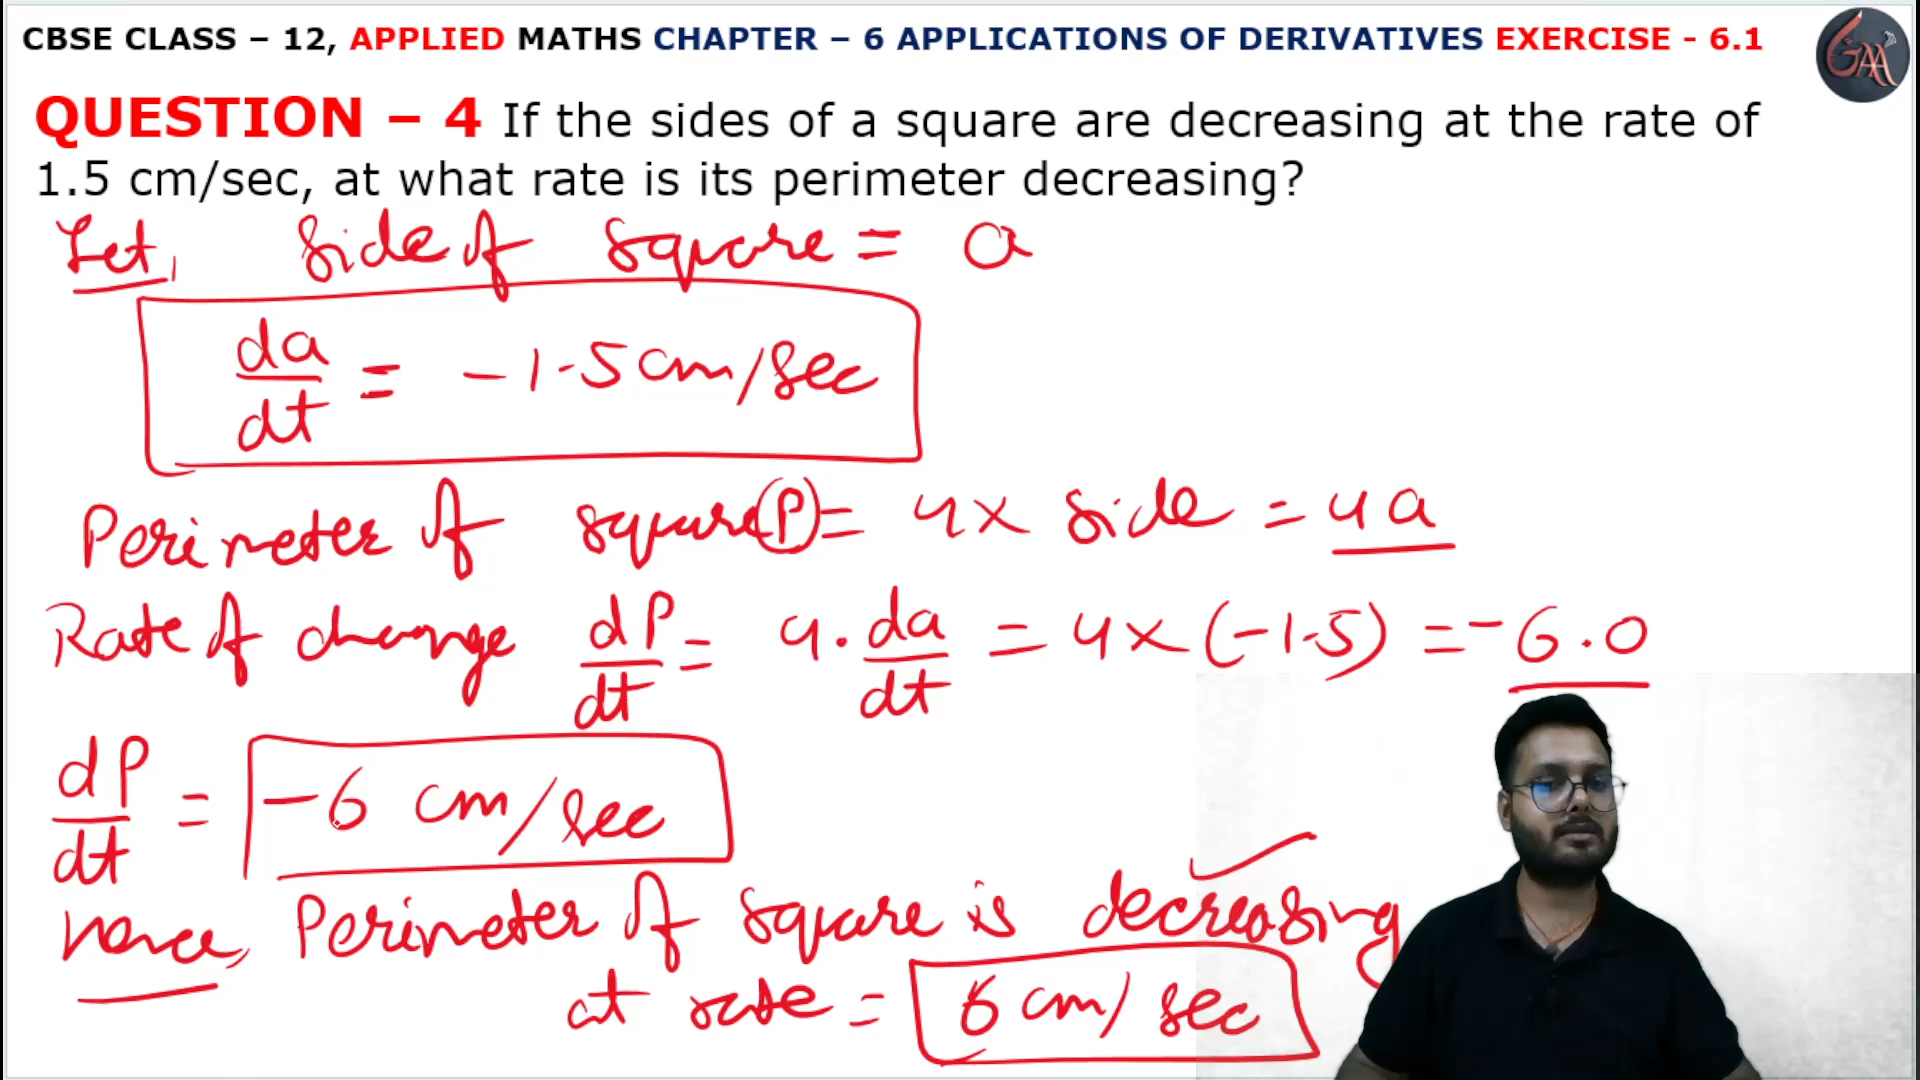 CBSE CLASS – 12, APPLIED MATHS CHAPTER – 6 APPLICATIONS OF DERIVATIVES EXERCISE - 6.1
GAA
QUESTION – 4 If the sides of a square are decreasing at the rate of
1.5 cm/sec, at what rate is its perimeter decreasing?
Let, side of square = a
da/dt = -1.5 cm/sec
Perimeter of square (P) = 4 x side = 4a
Rate of change dP/dt = 4. da/dt = 4 x (-1.5) = -6.0
dP/dt = -6 cm/sec
hence, Perimeter of square is decreasing
at rate = 6 cm/sec